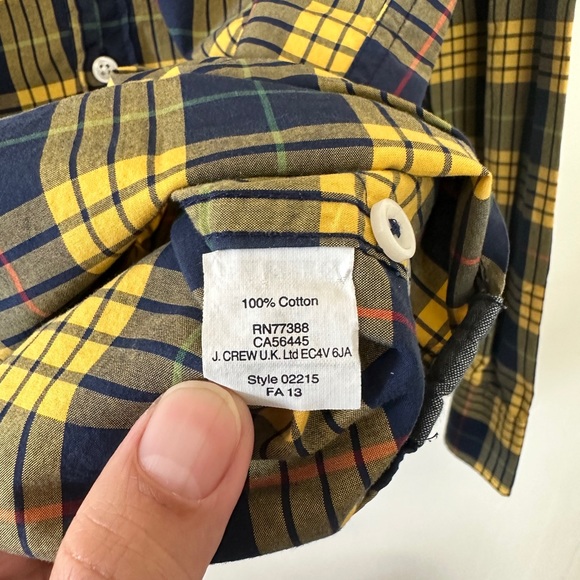 100% Cotton
RN77388
CA56445
J. CREW U.K. Ltd EC4V 6JA
Style 02215
FA 13